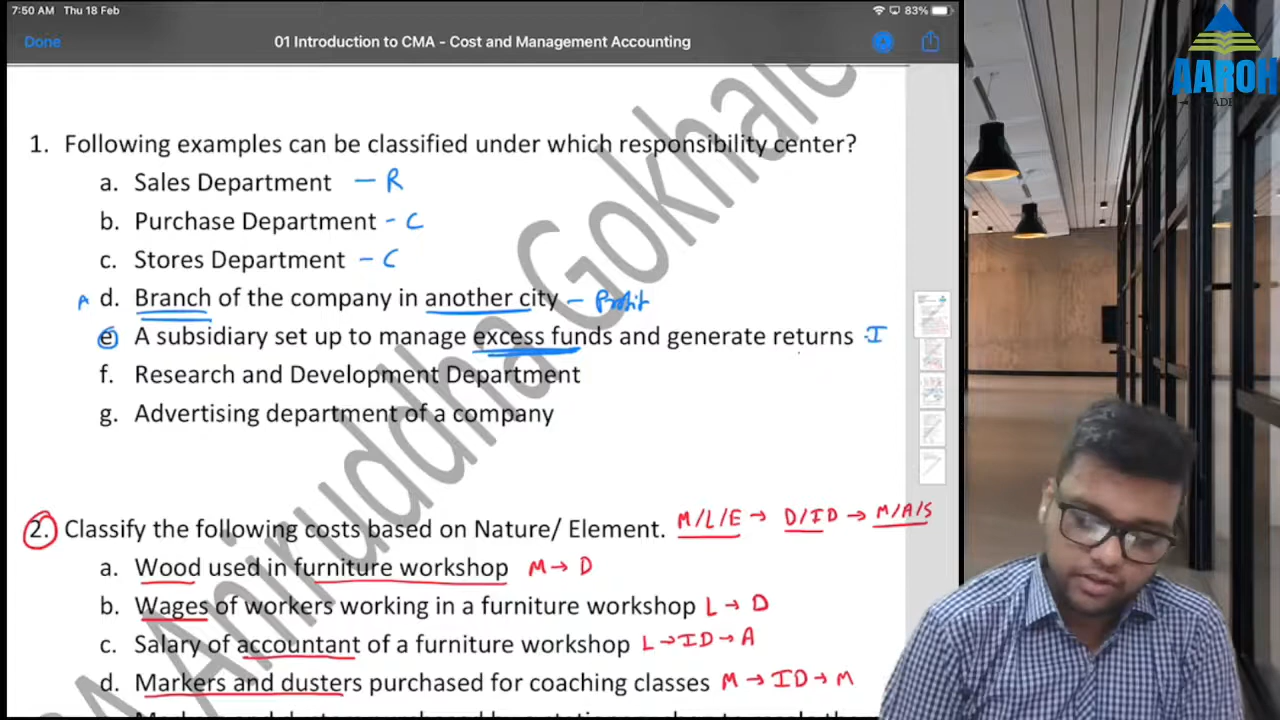 7:50 AM Thu 18 Feb 83%
Done 01 Introduction to CMA - Cost and Management Accounting
AAROH
1. Following examples can be classified under which responsibility center?
a. Sales Department — R
b. Purchase Department - C
c. Stores Department - C
A d. Branch of the company in another city - Profit
e. A subsidiary set up to manage excess funds and generate returns - I
f. Research and Development Department
g. Advertising department of a company
2. Classify the following costs based on Nature/ Element. M/L/E → D/ID → M/A/S
a. Wood used in furniture workshop M → D
b. Wages of workers working in a furniture workshop L → D
c. Salary of accountant of a furniture workshop L → ID → A
d. Markers and dusters purchased for coaching classes M → ID → M
Aniruddha Gokhale